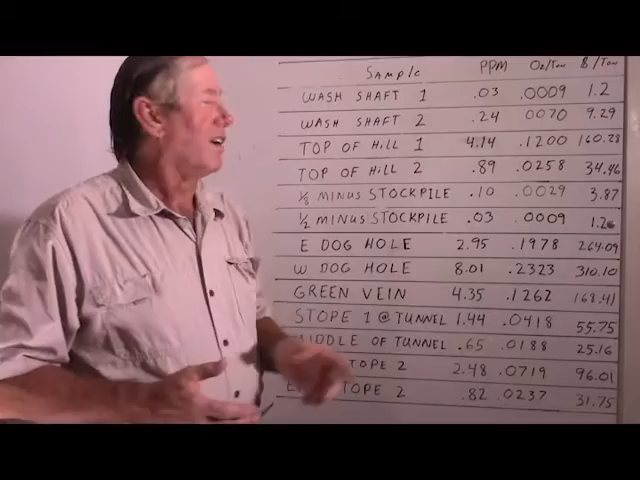 SAMPLE PPM OZ/TON $/TON
WASH SHAFT 1 .03 .0009 1.2
WASH SHAFT 2 .24 0070 9.29
TOP OF HILL 1 4.14 .1200 160.28
TOP OF HILL 2 .89 .0258 34.46
1/8 MINUS STOCKPILE .10 .0029 3.87
1/2 MINUS STOCKPILE .03 .0009 1.26
E DOG HOLE 2.95 .1978 264.09
W DOG HOLE 8.01 .2323 310.10
GREEN VEIN 4.35 .1262 168.41
STOPE 1 @ TUNNEL 1.44 .0418 55.75
MIDDLE OF TUNNEL .65 .0188 25.16
STOPE 2 2.48 .0719 96.01
STOPE 2 .82 .0237 31.75